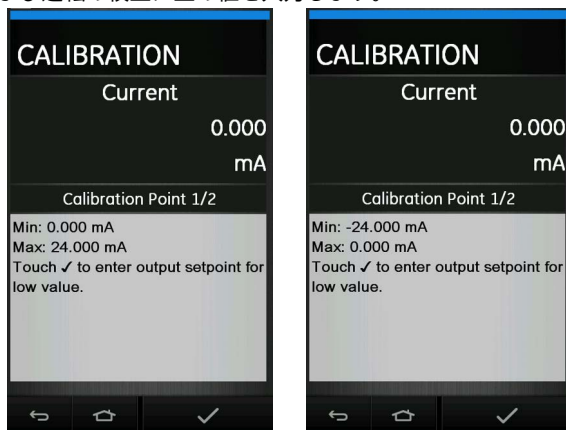 CALIBRATI
Current
0.000
mA
Calibration Point 1/2
Min: 0.000 mA
Max: 24.000 mA
Touch ✓ to enter output setpoint for
low value.
CALIBRATION
Current
0.000
mA
Calibration Point 1/2
Min: -24.000 mA
Max: 0.000 mA
Touch ✓ to enter output setpoint for
low value.